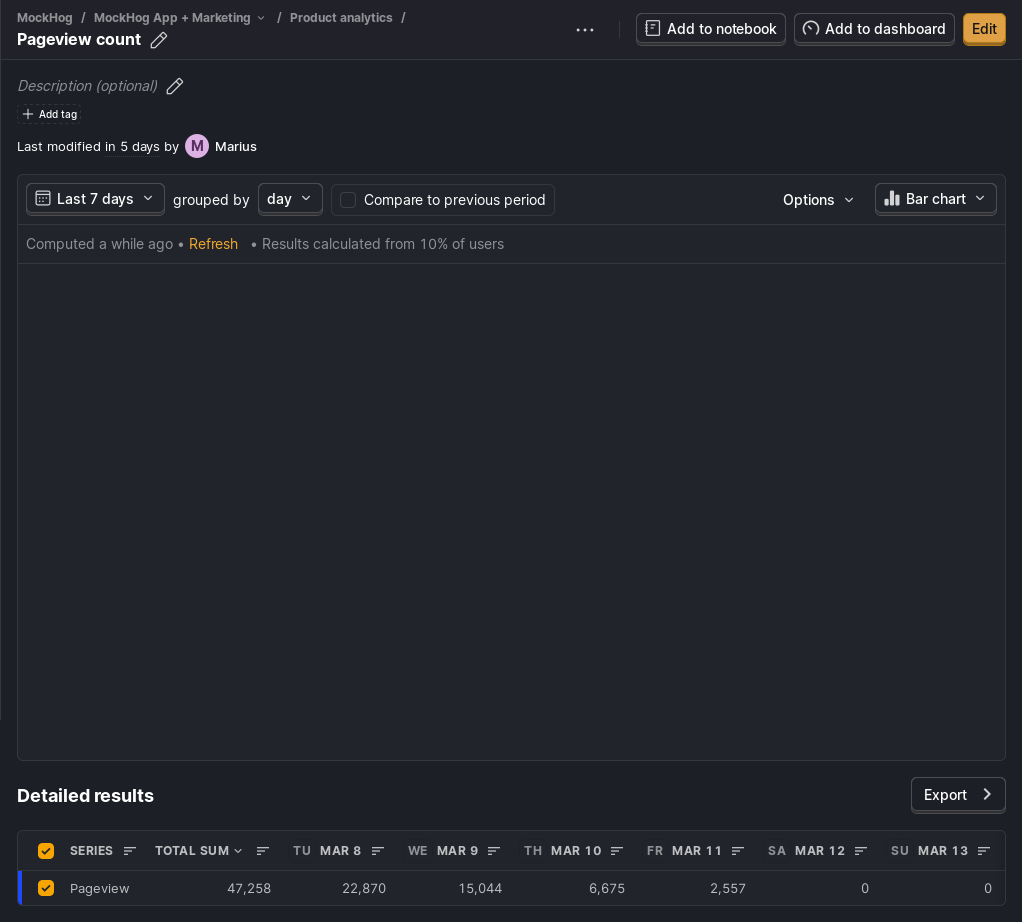 MockHog / MockHog App + Marketing / Product analytics /
Pageview count
Add to notebook
Add to dashboard
Edit
Description (optional)
Add tag
Last modified in 5 days by M Marius
Last 7 days grouped by day Compare to previous period Options Bar chart
Computed a while ago • Refresh • Results calculated from 10% of users
Detailed results
Export
SERIES TOTAL SUM TU MAR 8 WE MAR 9 TH MAR 10 FR MAR 11 SA MAR 12 SU MAR 13
Pageview 47,258 22,870 15,044 6,675 2,557 0 0